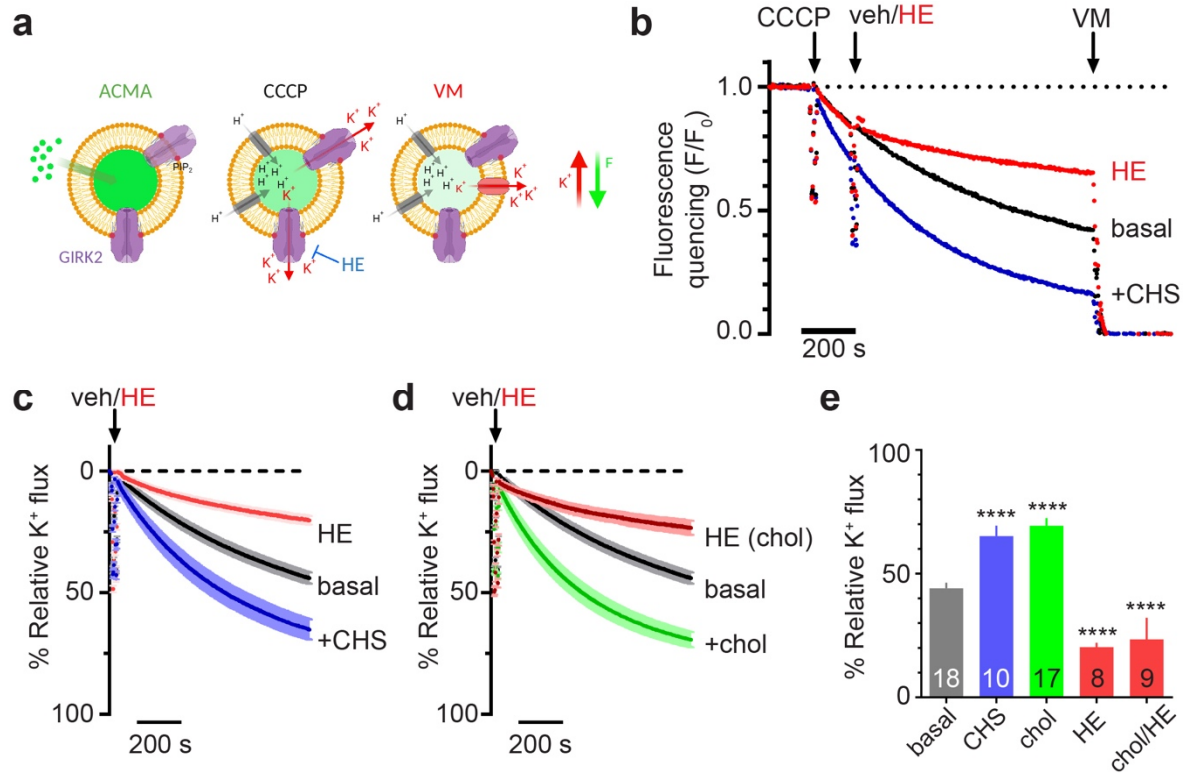 a
ACMA
CCCP
VM
PIP2
GIRK2
H+
H+
H+
H+
H+
H+
K+
K+
K+
K+
K+
K+
K+
HE
H+
H+
H+
H+
H+
H+
K+
K+
K+
K+
K+
F
b
CCCP
veh/HE
VM
Fluorescence
quencing (F/F0)
1.0
0.5
0.0
HE
basal
+CHS
200 s
c
veh/HE
% Relative K+ flux
0
50
100
HE
basal
+CHS
200 s
d
veh/HE
% Relative K+ flux
0
50
100
HE (chol)
basal
+chol
200 s
e
% Relative K+ flux
100
50
0
****
****
****
****
18
10
17
8
9
basal
CHS
chol
HE
chol/HE